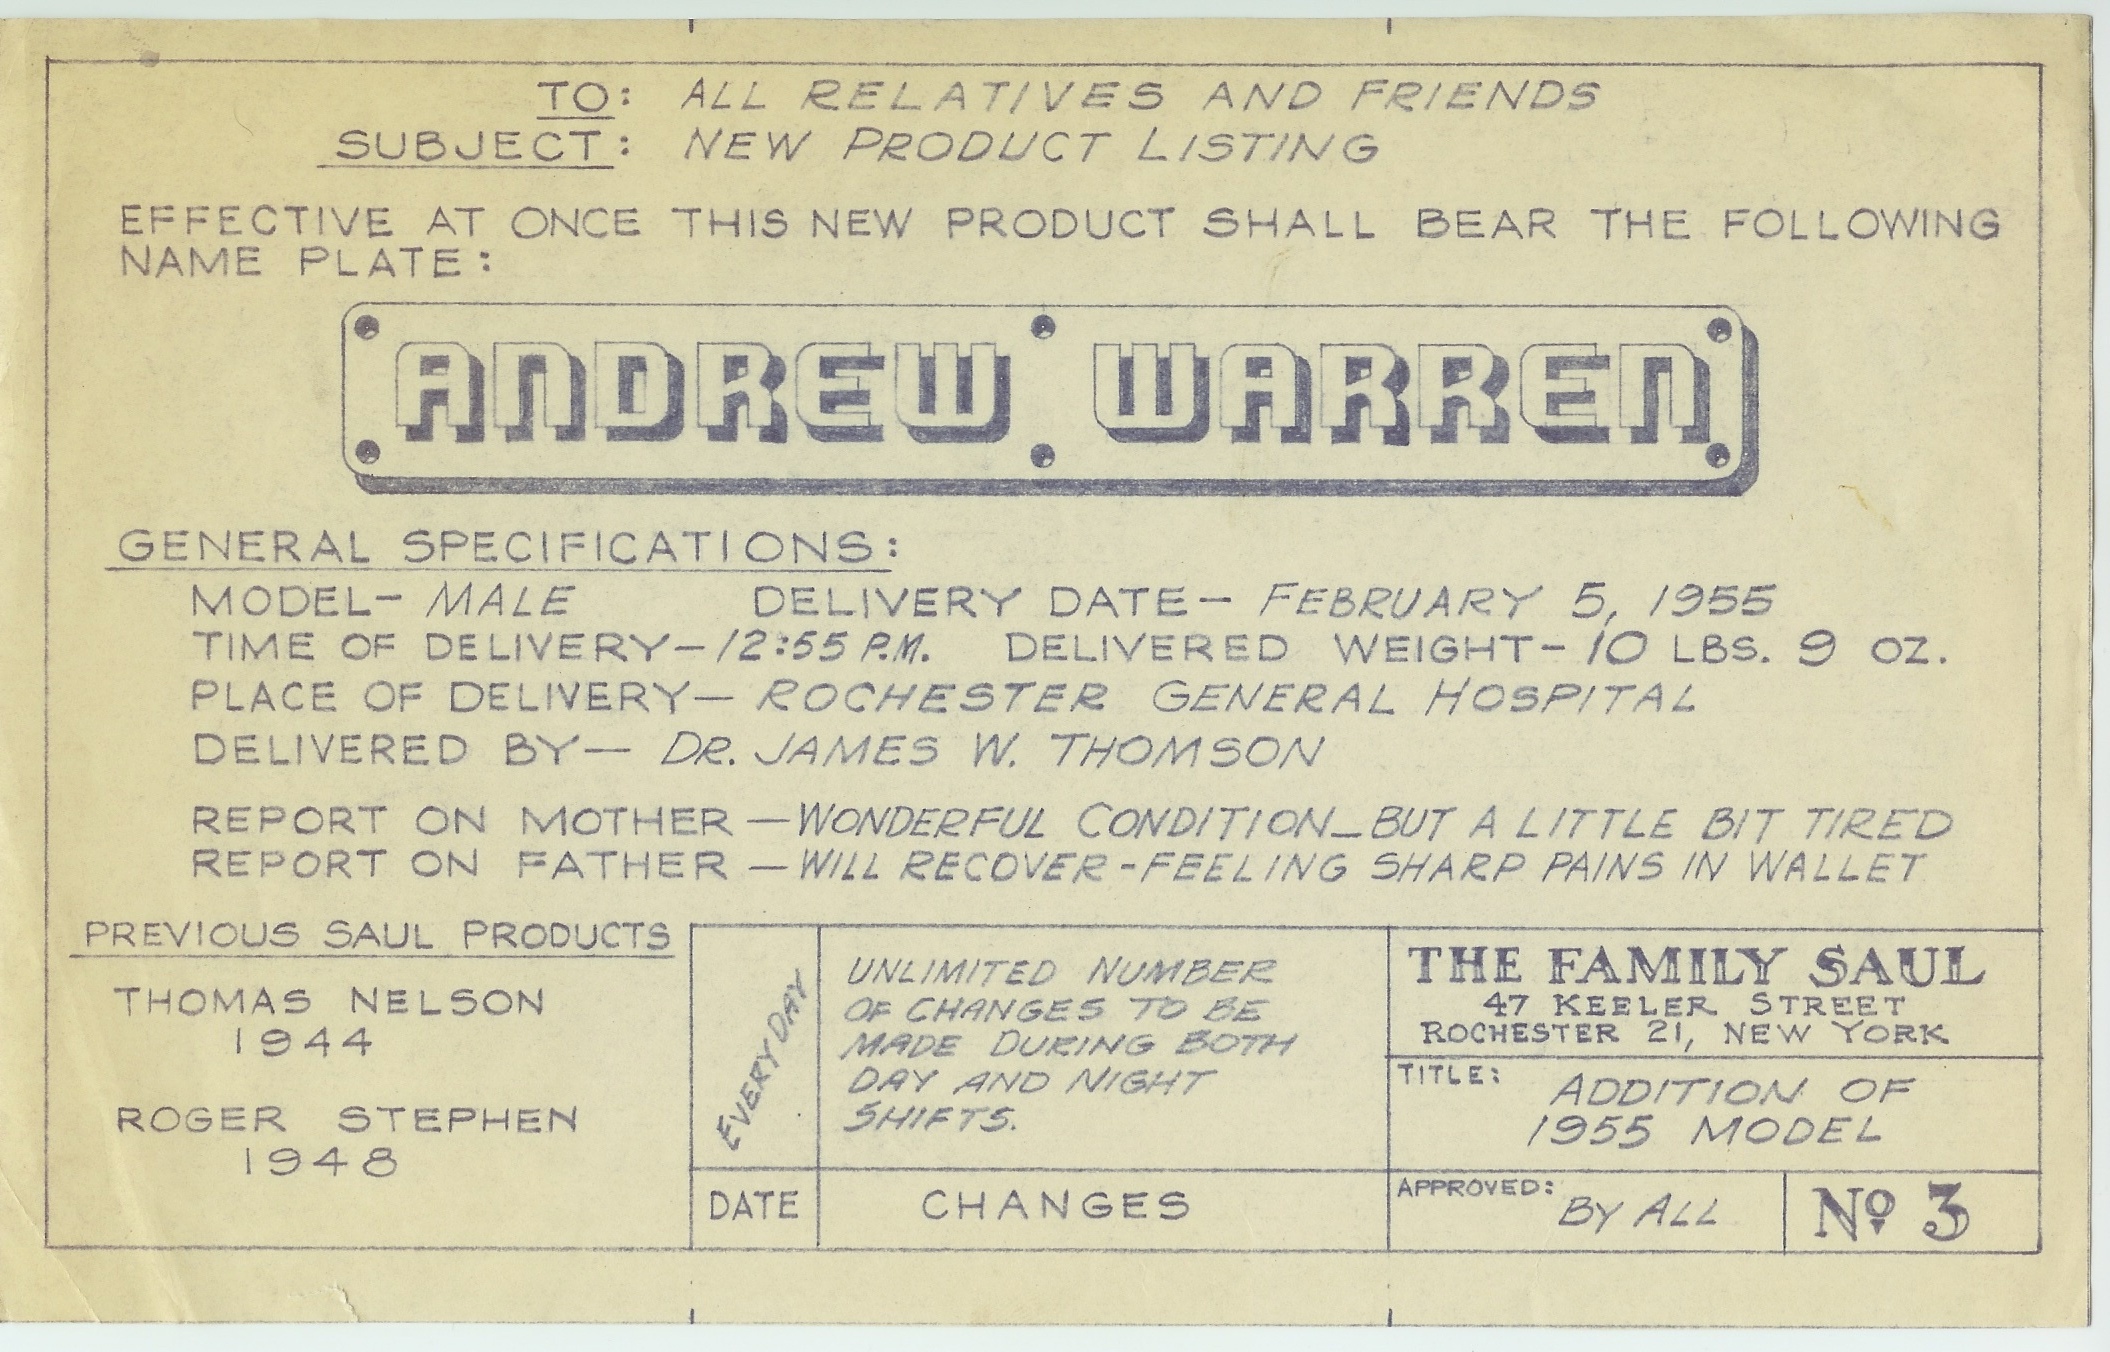 TO: ALL RELATIVES AND FRIENDS
SUBJECT: NEW PRODUCT LISTING
EFFECTIVE AT ONCE THIS NEW PRODUCT SHALL BEAR THE FOLLOWING
NAME PLATE:
ANDREW WARREN
GENERAL SPECIFICATIONS:
MODEL- MALE DELIVERY DATE- FEBRUARY 5, 1955
TIME OF DELIVERY-12:55 P.M. DELIVERED WEIGHT-10 LBS. 9 OZ.
PLACE OF DELIVERY- ROCHESTER GENERAL HOSPITAL
DELIVERED BY- DR. JAMES W. THOMSON
REPORT ON MOTHER -WONDERFUL CONDITION-BUT A LITTLE BIT TIRED
REPORT ON FATHER -WILL RECOVER-FEELING SHARP PAINS IN WALLET
PREVIOUS SAUL PRODUCTS
THOMAS NELSON
1944
ROGER STEPHEN
1948
EVERYDAY
DATE
UNLIMITED NUMBER
OF CHANGES TO BE
MADE DURING BOTH
DAY AND NIGHT
SHIFTS.
CHANGES
THE FAMILY SAUL
47 KEELER STREET
ROCHESTER 21, NEW YORK
TITLE: ADDITION OF
1955 MODEL
APPROVED: BY ALL
Nº 3